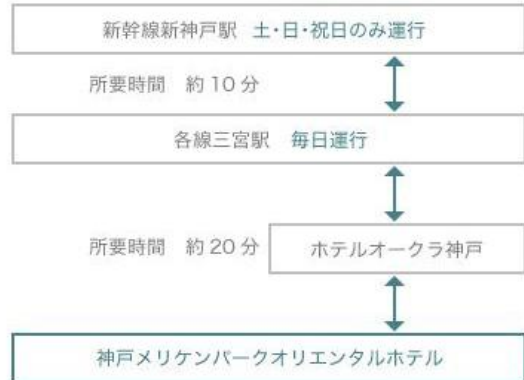 新幹線新神戸駅 土・日・祝日のみ運行
所要時間 約10分
各線三宮駅 毎日運行
所要時間 約20分
ホテルオークラ神戸
神戸メリケンパークオリエンタルホテル